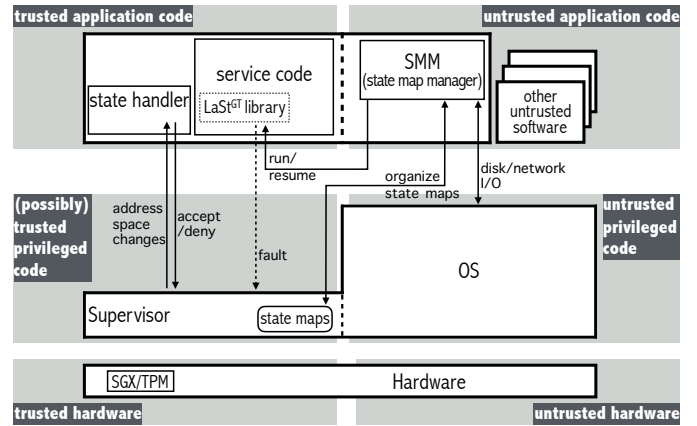 trusted application code
untrusted application code
service code
SMM
(state map manager)
state handler
LaSt^GT library
other
untrusted
software
run/
resume
organize
state maps
disk/network
I/O
(possibly)
trusted
privileged
code
address
space
changes
accept
/deny
fault
untrusted
privileged
code
OS
Supervisor
state maps
SGX/TPM
Hardware
trusted hardware
untrusted hardware